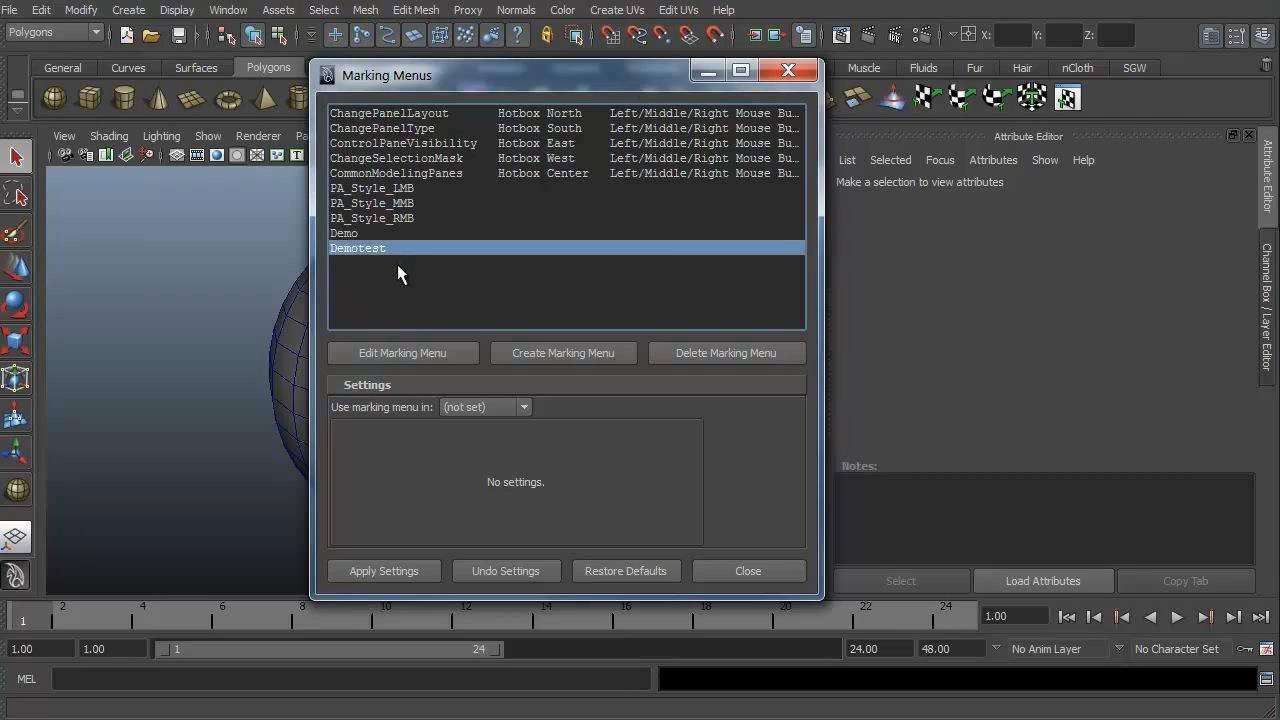 File Edit Modify Create Display Window Assets Select Mesh Edit Mesh Proxy Normals Color Create UVs Edit UVs Help
Polygons X: Y: Z:
General Curves Surfaces Polygons Muscle Fluids Fur Hair nCloth SGW
Marking Menus
View Shading Lighting Show Renderer Pa
ChangePanelLayout Hotbox North Left/Middle/Right Mouse Bu…
ChangePanelType Hotbox South Left/Middle/Right Mouse Bu…
ControlPaneVisibility Hotbox East Left/Middle/Right Mouse Bu…
ChangeSelectionMask Hotbox West Left/Middle/Right Mouse Bu…
CommonModelingPanes Hotbox Center Left/Middle/Right Mouse Bu…
PA_Style_LMB
PA_Style_MMB
PA_Style_RMB
Demo
Demotest
Edit Marking Menu Create Marking Menu Delete Marking Menu
Settings
Use marking menu in: (not set)
No settings.
Apply Settings Undo Settings Restore Defaults Close
Attribute Editor
List Selected Focus Attributes Show Help
Make a selection to view attributes
Notes:
Select Load Attributes Copy Tab
Attribute Editor
Channel Box / Layer Editor
1 2 4 6 8 10 12 14 16 18 20 22 24 1.00
1.00 1.00 1 24 24.00 48.00 No Anim Layer No Character Set
MEL